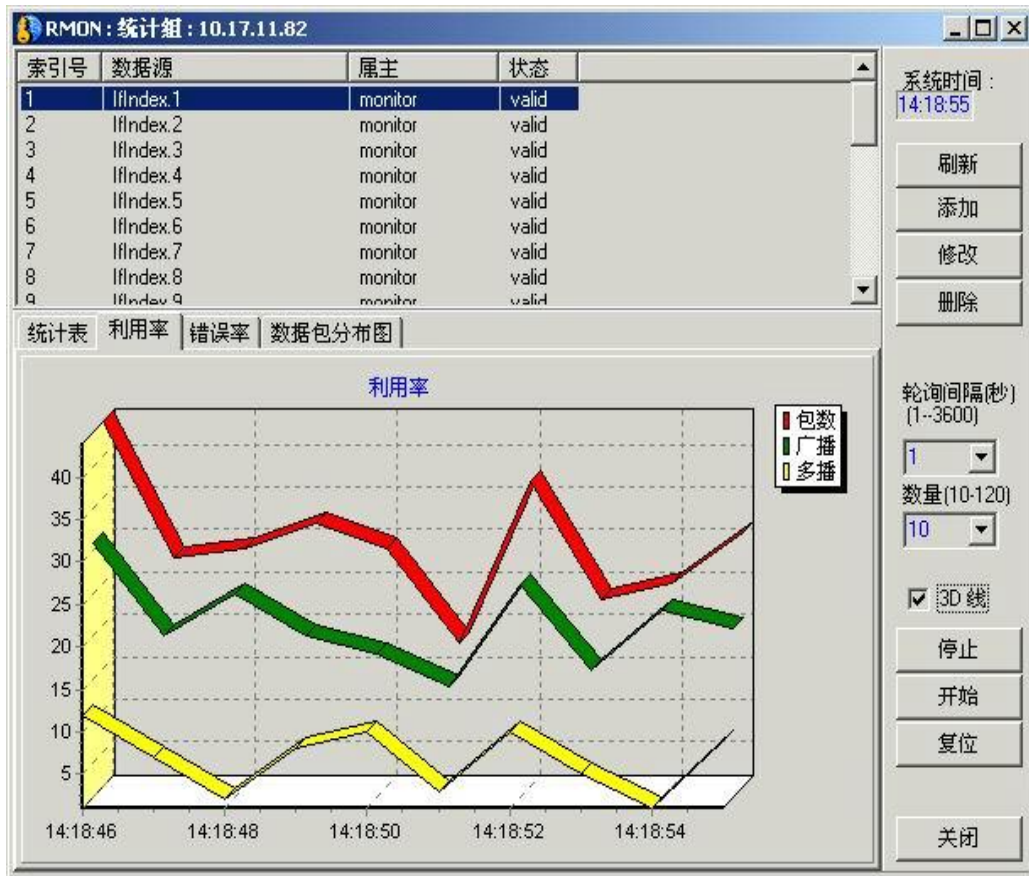 RMON : 统计组 : 10.17.11.82
索引号 数据源 属主 状态
1 IfIndex.1 monitor valid
2 IfIndex.2 monitor valid
3 IfIndex.3 monitor valid
4 IfIndex.4 monitor valid
5 IfIndex.5 monitor valid
6 IfIndex.6 monitor valid
7 IfIndex.7 monitor valid
8 IfIndex.8 monitor valid
9 IfIndex.9 monitor valid
系统时间 :
14:18:55
刷新
添加
修改
删除
统计表 利用率 错误率 数据包分布图
利用率
包数
广播
多播
40
35
30
25
20
15
10
5
14:18:46 14:18:48 14:18:50 14:18:52 14:18:54
轮询间隔(秒)
(1--3600)
1
数量(10-120)
10
3D 线
停止
开始
复位
关闭